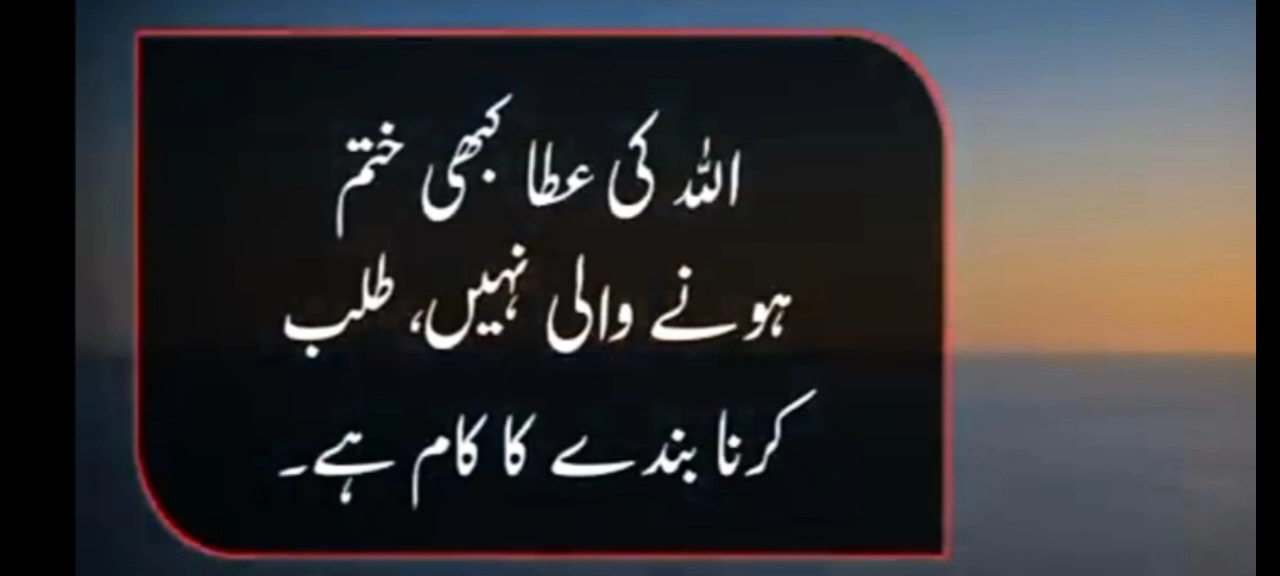 اللہ کی عطا کبھی ختم
ہونے والی نہیں، طلب
کرنا بندے کا کام ہے۔